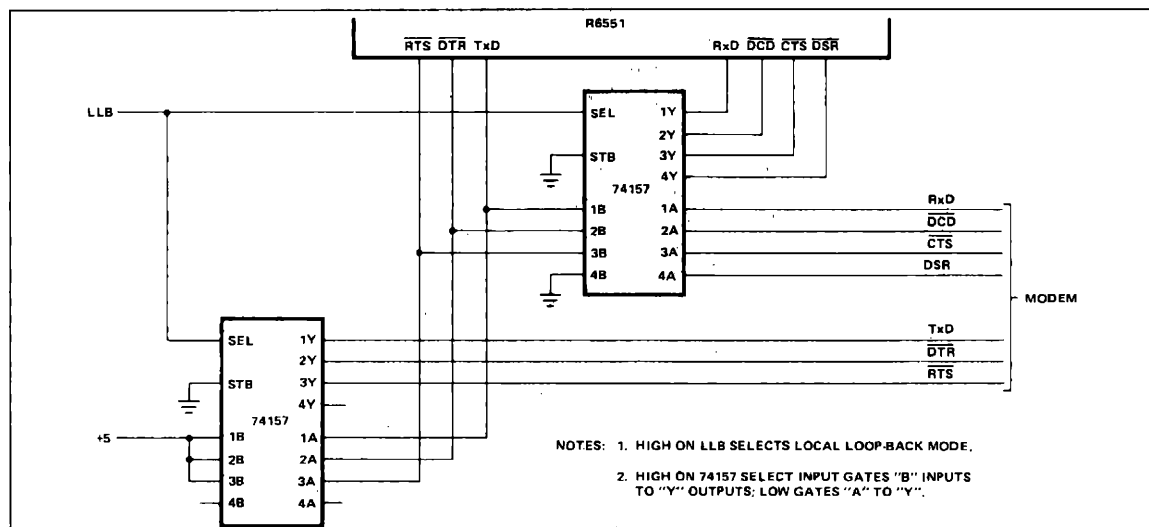 R6551
RTS DTR TxD RxD DCD CTS DSR
LLB
SEL 1Y
2Y
STB 3Y
4Y
74157
1B 1A
2B 2A
3B 3A
4B 4A
RxD
DCD
CTS
DSR
MODEM
TxD
DTR
RTS
SEL 1Y
2Y
STB 3Y
4Y
74157
+5
1B 1A
2B 2A
3B 3A
4B 4A
NOTES: 1. HIGH ON LLB SELECTS LOCAL LOOP-BACK MODE.
2. HIGH ON 74157 SELECT INPUT GATES "B" INPUTS
TO "Y" OUTPUTS; LOW GATES "A" TO "Y".